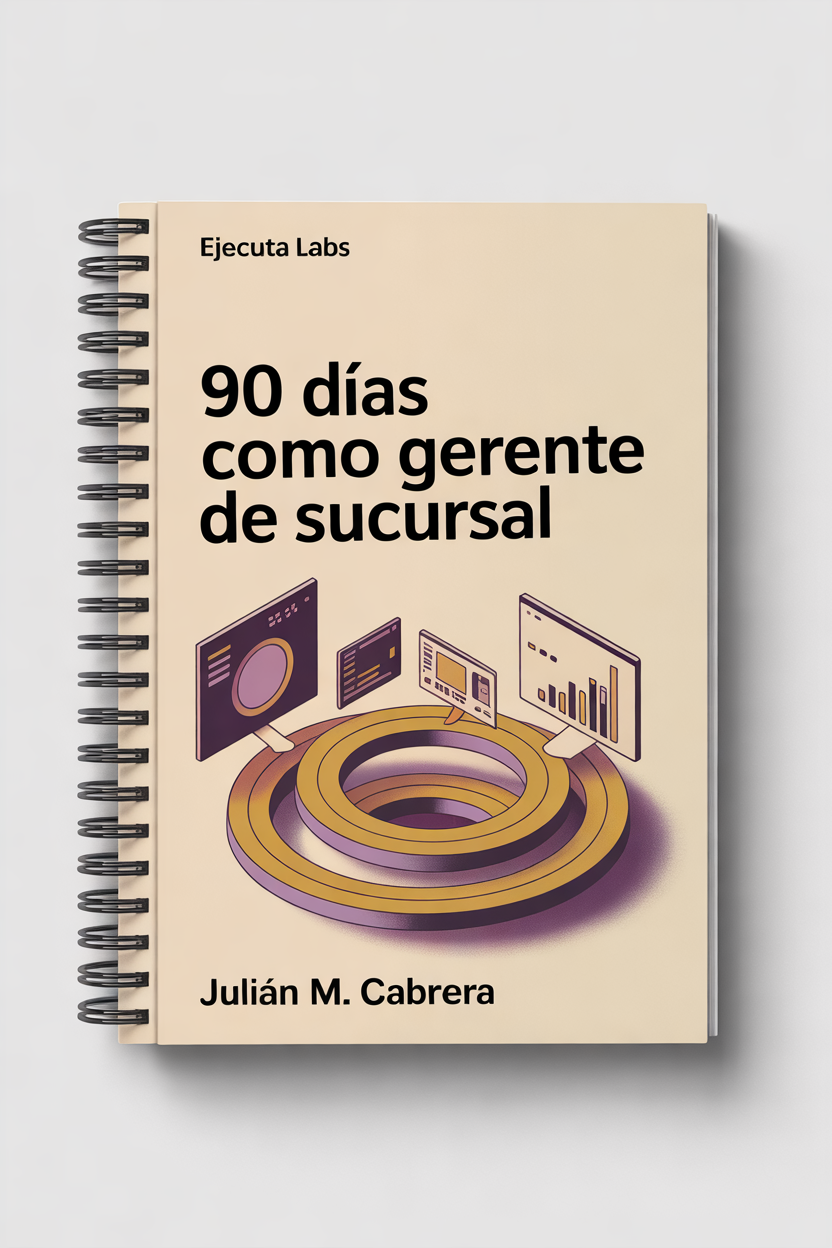 Ejecuta Labs
90 días
como gerente
de sucursal
Julián M. Cabrera